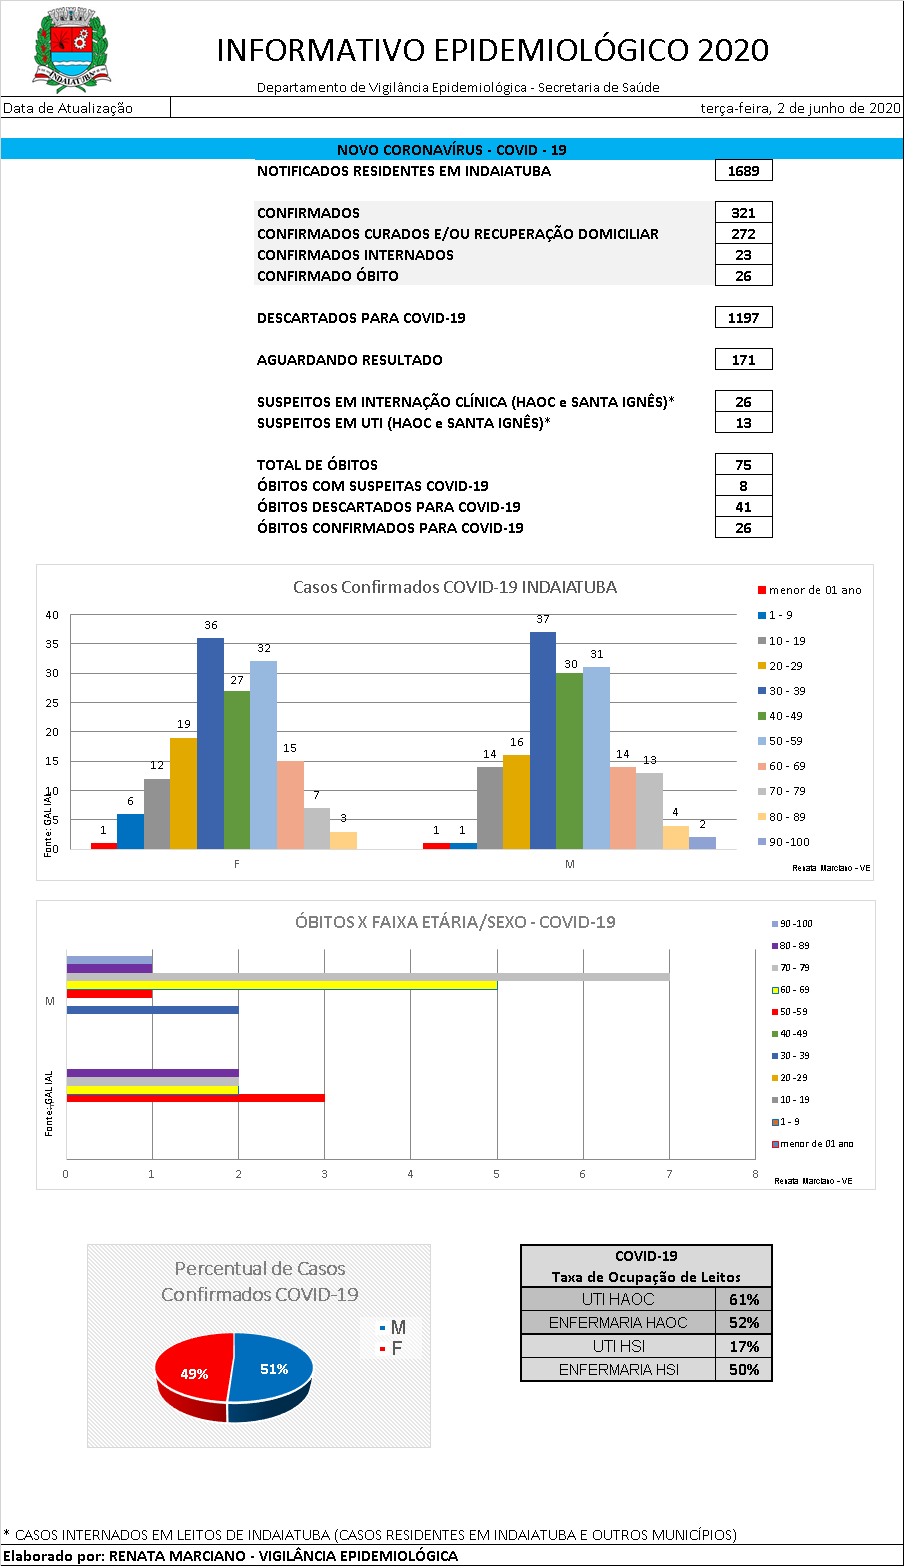 INDAIATUBA
INFORMATIVO EPIDEMIOLÓGICO 2020
Departamento de Vigilância Epidemiológica - Secretaria de Saúde
Data de Atualização terça-feira, 2 de junho de 2020
NOVO CORONAVÍRUS - COVID - 19
NOTIFICADOS RESIDENTES EM INDAIATUBA 1689
CONFIRMADOS 321
CONFIRMADOS CURADOS E/OU RECUPERAÇÃO DOMICILIAR 272
CONFIRMADOS INTERNADOS 23
CONFIRMADO ÓBITO 26
DESCARTADOS PARA COVID-19 1197
AGUARDANDO RESULTADO 171
SUSPEITOS EM INTERNAÇÃO CLÍNICA (HAOC e SANTA IGNÊS)* 26
SUSPEITOS EM UTI (HAOC e SANTA IGNÊS)* 13
TOTAL DE ÓBITOS 75
ÓBITOS COM SUSPEITAS COVID-19 8
ÓBITOS DESCARTADOS PARA COVID-19 41
ÓBITOS CONFIRMADOS PARA COVID-19 26
Casos Confirmados COVID-19 INDAIATUBA
40
35
30
25
20
15
10
5
0
Fonte: GAL IAL
1 6 12 19 36 27 32 15 7 3
1 1 14 16 37 30 31 14 13 4 2
F M
menor de 01 ano
1 - 9
10 - 19
20 -29
30 - 39
40 -49
50 -59
60 - 69
70 - 79
80 - 89
90 -100
Renata Marciano - VE
ÓBITOS X FAIXA ETÁRIA/SEXO - COVID-19
M
Fonte: GAL IAL
0 1 2 3 4 5 6 7 8
90 -100
80 - 89
70 - 79
60 - 69
50 -59
40 -49
30 - 39
20 -29
10 - 19
1 - 9
menor de 01 ano
Renata Marciano - VE
Percentual de Casos
Confirmados COVID-19
M
F
49% 51%
COVID-19
Taxa de Ocupação de Leitos
UTI HAOC 61%
ENFERMARIA HAOC 52%
UTI HSI 17%
ENFERMARIA HSI 50%
* CASOS INTERNADOS EM LEITOS DE INDAIATUBA (CASOS RESIDENTES EM INDAIATUBA E OUTROS MUNICÍPIOS)
Elaborado por: RENATA MARCIANO - VIGILÂNCIA EPIDEMIOLÓGICA